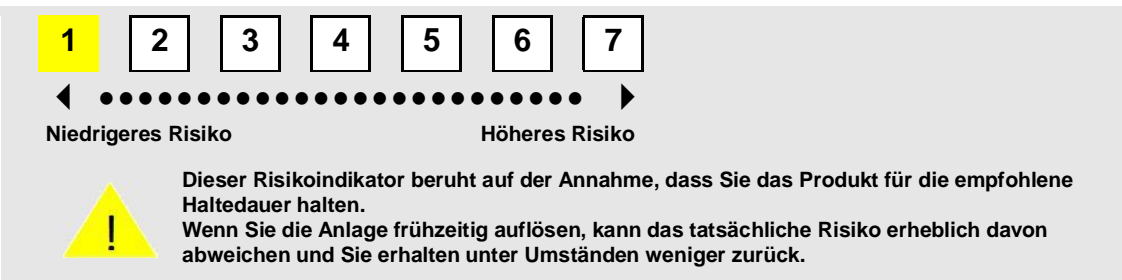 1 2 3 4 5 6 7
Niedrigeres Risiko Höheres Risiko
Dieser Risikoindikator beruht auf der Annahme, dass Sie das Produkt für die empfohlene
Haltedauer halten.
Wenn Sie die Anlage frühzeitig auflösen, kann das tatsächliche Risiko erheblich davon
abweichen und Sie erhalten unter Umständen weniger zurück.
!